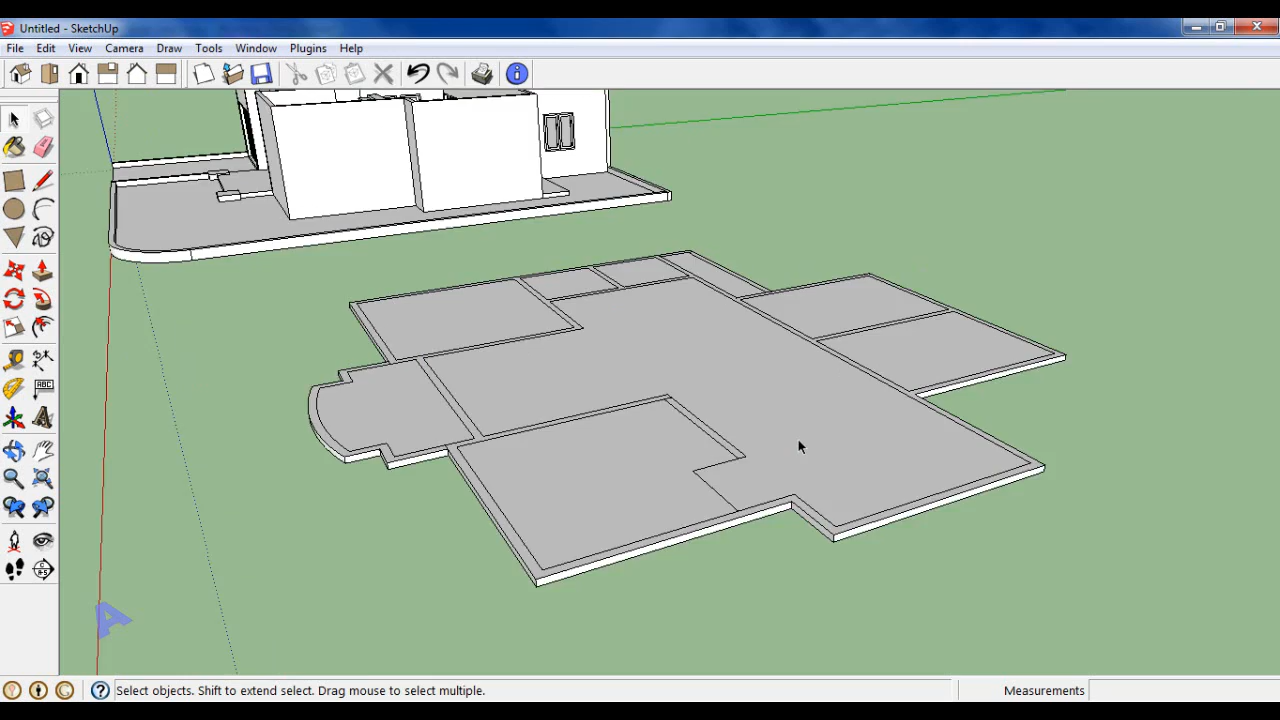 Untitled - SketchUp
File Edit View Camera Draw Tools Window Plugins Help
ABC
A
Select objects. Shift to extend select. Drag mouse to select multiple.
Measurements